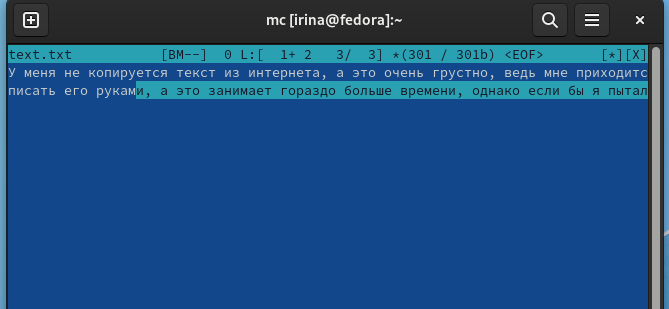 mc [irina@fedora]:~
text.txt [BM--] 0 L:[ 1+ 2 3/ 3] *(301 / 301b) <EOF> [*][X]
У меня не копируется текст из интернета, а это очень грустно, ведь мне приходитс
писать его руками, а это занимает гораздо больше времени, однако если бы я пытал